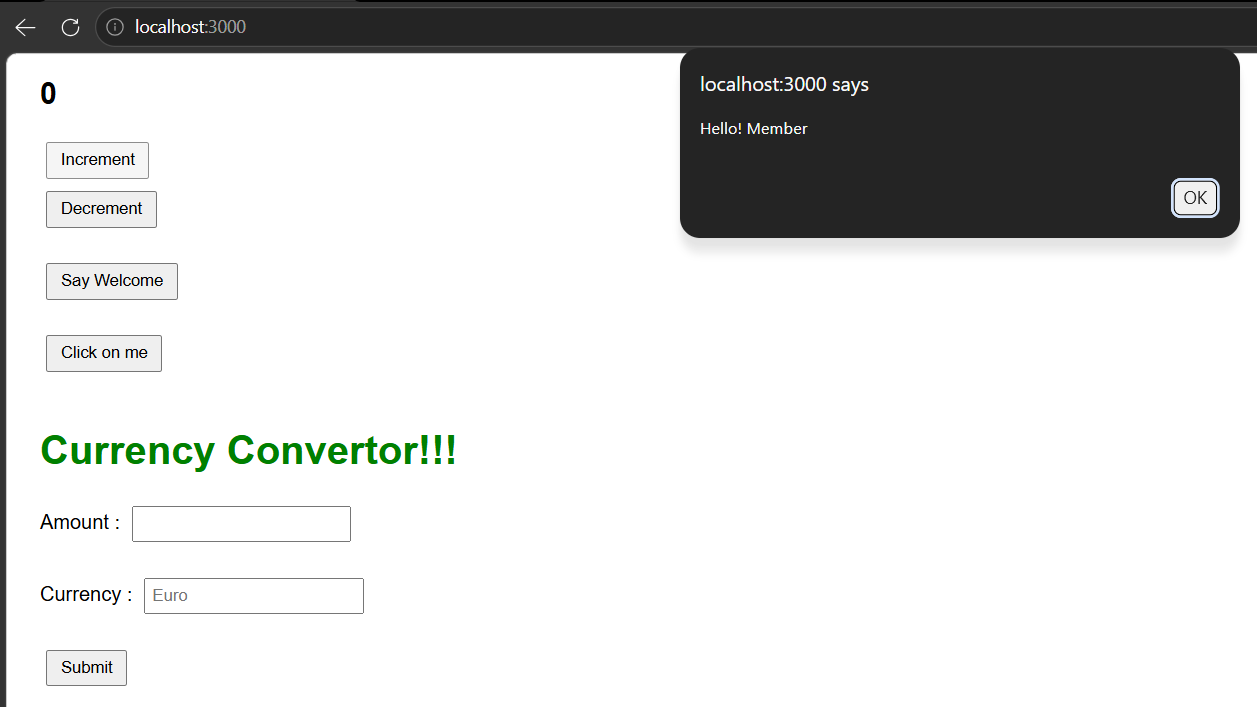 localhost:3000
0
localhost:3000 says
Hello! Member
OK
Increment
Decrement
Say Welcome
Click on me
Currency Convertor!!!
Amount :
Currency : Euro
Submit